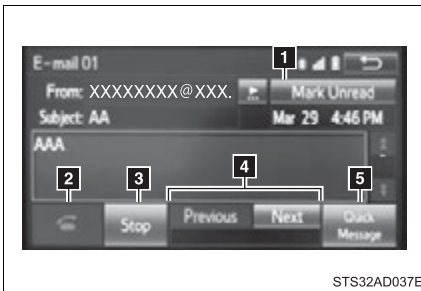 E-mail 01
1
From: XXXXXXXX@XXX. Mark Unread
Subject: AA Mar 29 4:46 PM
AAA
2 3 4 5
Stop Previous Next Quick Message
STS32AD037E